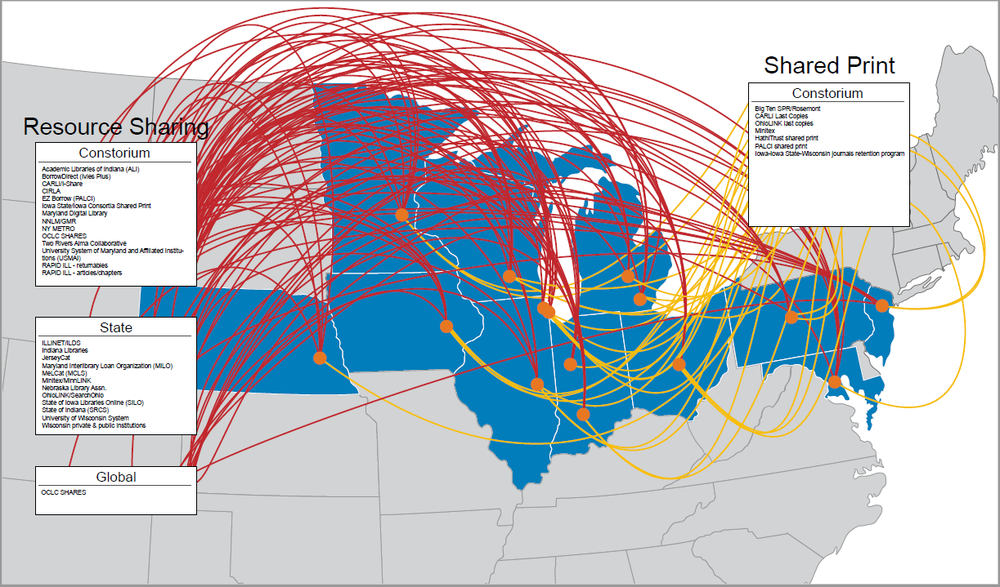 Resource Sharing
Constorium
Academic Libraries of Indiana (ALI)
BorrowDirect (Ivies Plus)
CARLI/I-Share
CIRLA
EZ Borrow (PALCI)
Iowa State/Iowa Consortia Shared Print
Maryland Digital Library
NNLM/GMR
NY METRO
OCLC SHARES
Two Rivers Alma Collaborative
University System of Maryland and Affiliated Institu-
tions (USMAI)
RAPID ILL - returnables
RAPID ILL - articles/chapters
State
ILLINET/ILDS
Indiana Libraries
JerseyCat
Maryland Interlibrary Loan Organization (MILO)
MeLCat (MCLS)
Minitex/MinnLINK
Nebraska Library Assn.
OhioLINK/SearchOhio
State of Iowa Libraries Online (SILO)
State of Indiana (SRCS)
University of Wisconsin System
Wisconsin private & public institutions
Global
OCLC SHARES
Shared Print
Constorium
Big Ten SPR/Rosemont
CARLI Last Copies
OhioLINK last copies
Minitex
HathiTrust shared print
PALCI shared print
Iowa-Iowa State-Wisconsin journals retention program